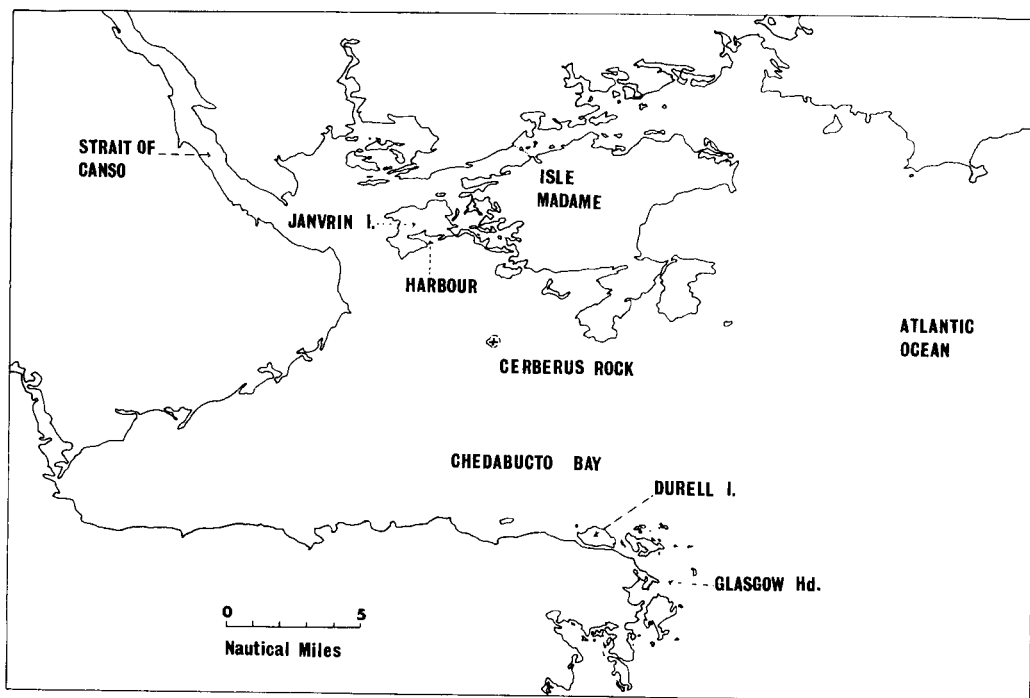 STRAIT OF
CANSO
JANVRIN I.
ISLE
MADAME
HARBOUR
ATLANTIC
OCEAN
CERBERUS ROCK
CHEDABUCTO BAY
DURELL I.
GLASGOW Hd.
0 5
Nautical Miles